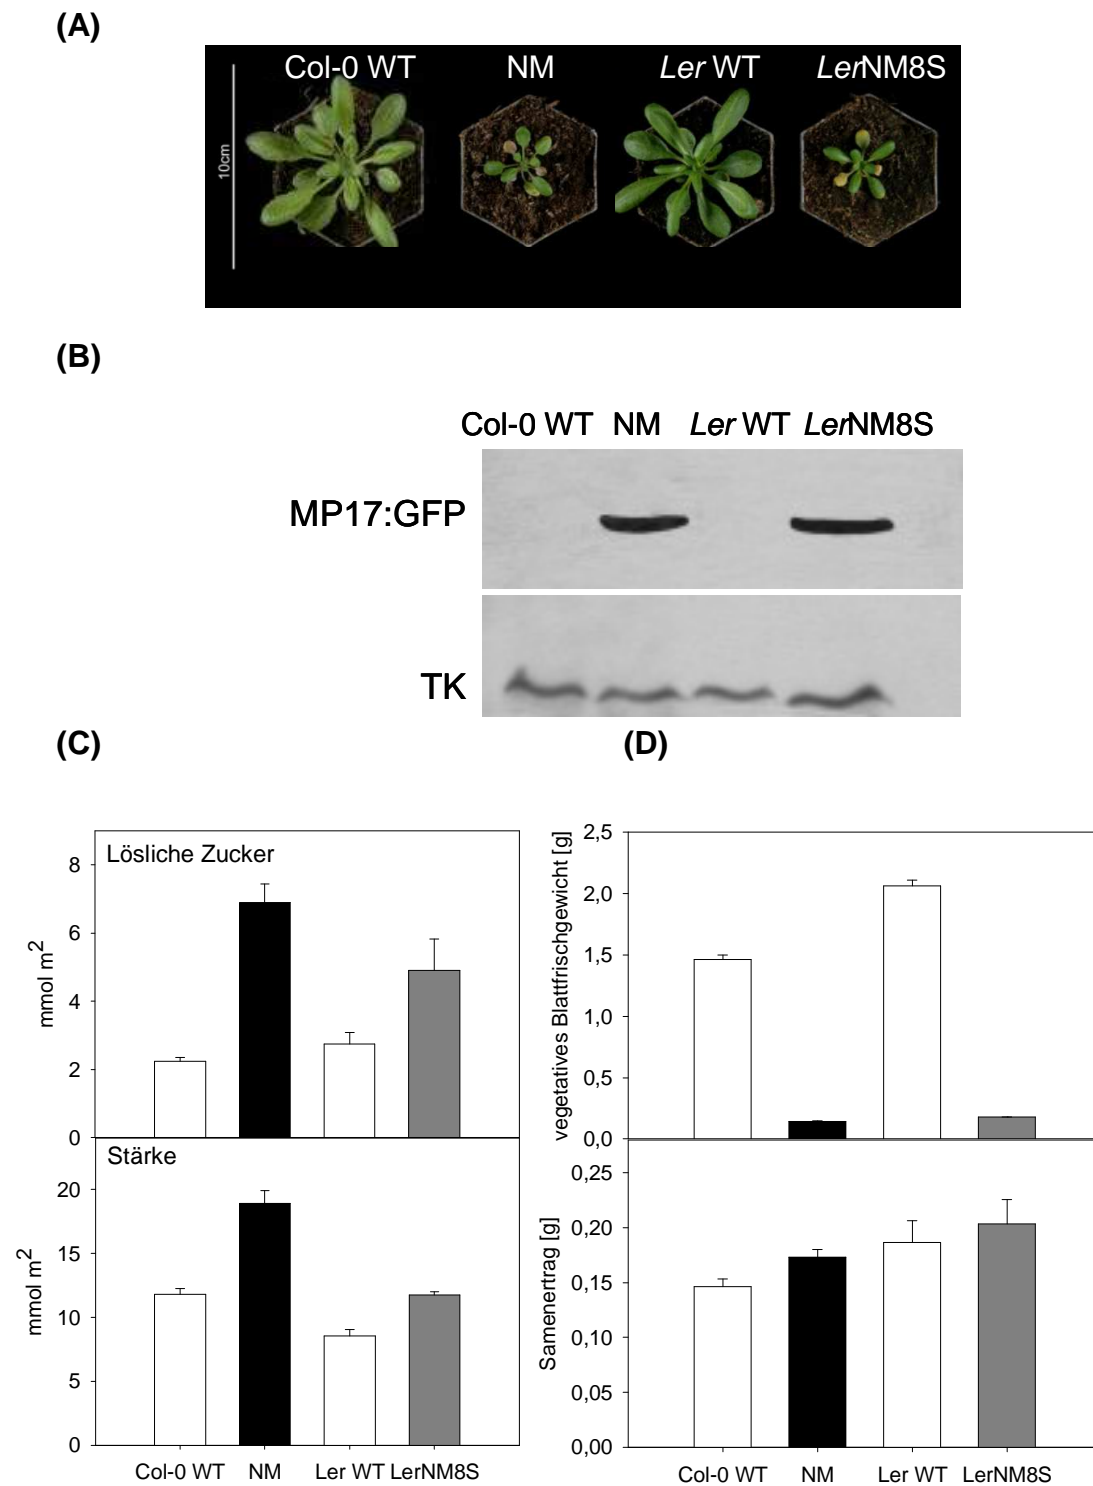 (A)
Col-0 WT NM Ler WT LerNM8S
10cm
(B)
Col-0 WT NM Ler WT LerNM8S
MP17:GFP
TK
(C)
Lösliche Zucker
mmol m²
8
6
4
2
0
Stärke
mmol m²
20
15
10
5
0
Col-0 WT NM Ler WT LerNM8S
(D)
vegetatives Blattfrischgewicht [g]
2,5
2,0
1,5
1,0
0,5
0,0
Samenertrag [g]
0,25
0,20
0,15
0,10
0,05
0,00
Col-0 WT NM Ler WT LerNM8S